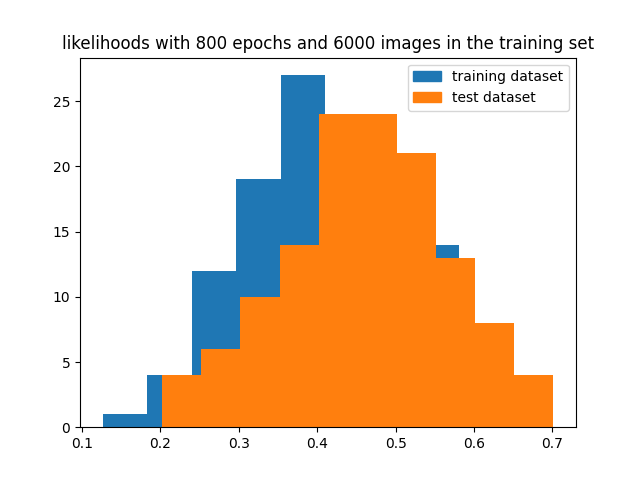 likelihoods with 800 epochs and 6000 images in the training set
training dataset
test dataset
25
20
15
10
5
0
0.1 0.2 0.3 0.4 0.5 0.6 0.7